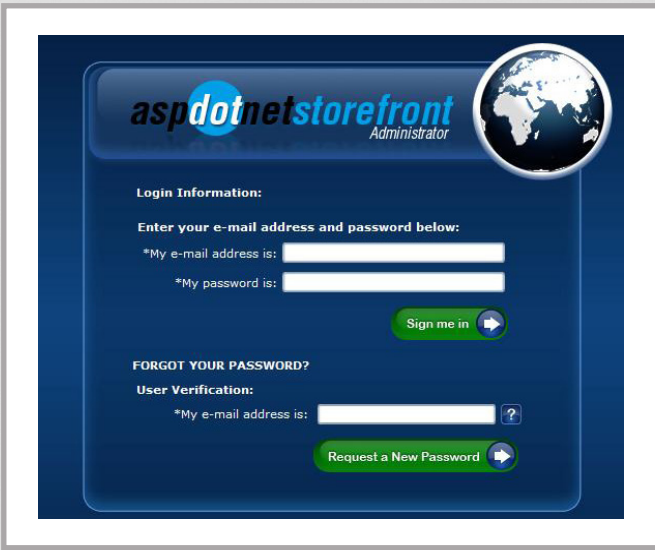 aspdotnetstorefront
Administrator
Login Information:
Enter your e-mail address and password below:
*My e-mail address is:
*My password is:
Sign me in
FORGOT YOUR PASSWORD?
User Verification:
*My e-mail address is:
?
Request a New Password